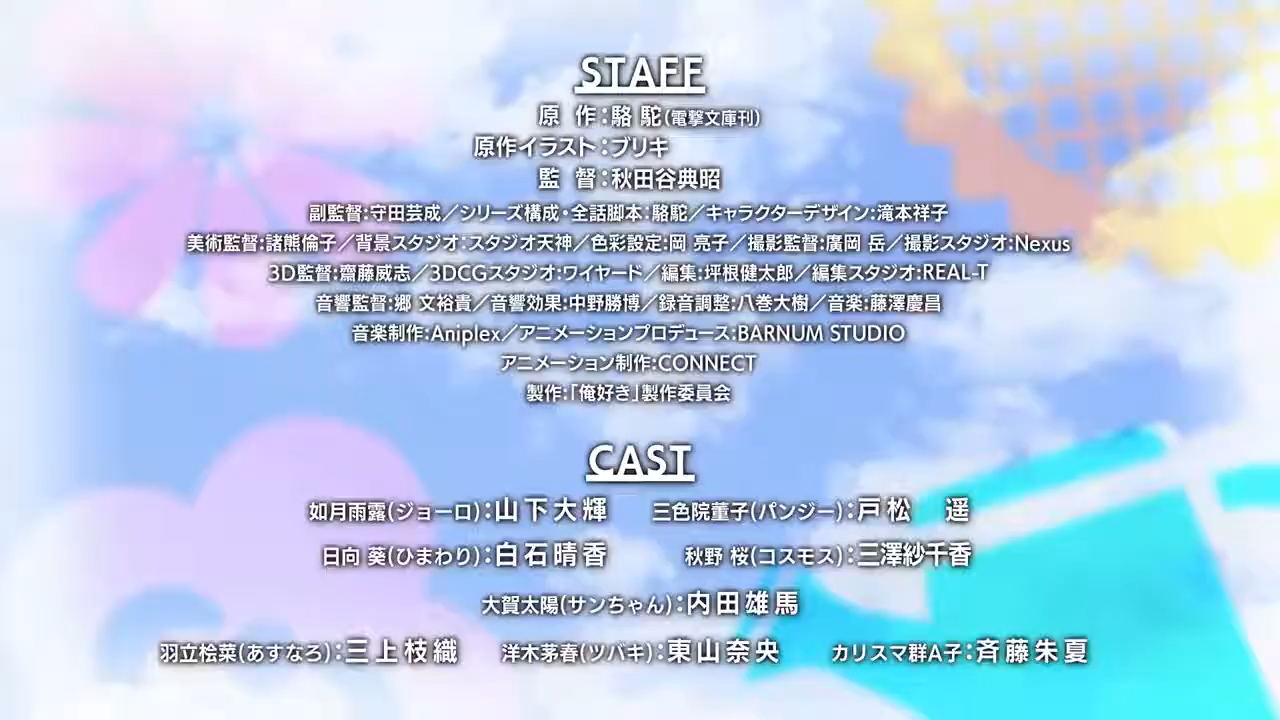 STAFF
原 作：駱 駝（電撃文庫刊）
原作イラスト：ブリキ
監 督：秋田谷典昭
副監督：守田芸成／シリーズ構成・全話脚本：駱駝／キャラクターデザイン：滝本祥子
美術監督：諸熊倫子／背景スタジオ：スタジオ天神／色彩設定：岡 亮子／撮影監督：廣岡 岳／撮影スタジオ：Nexus
3D監督：齋藤威志／3DCGスタジオ：ワイヤード／編集：坪根健太郎／編集スタジオ：REAL-T
音響監督：郷 文裕貴／音響効果：中野勝博／録音調整：八巻大樹／音楽：藤澤慶昌
音楽制作：Aniplex／アニメーションプロデュース：BARNUM STUDIO
アニメーション制作：CONNECT
製作：「俺好き」製作委員会
CAST
如月雨露(ジョーロ)：山下大輝 三色院菫子(パンジー)：戸松 遥
日向 葵(ひまわり)：白石晴香 秋野 桜(コスモス)：三澤紗千香
大賀太陽(サンちゃん)：内田雄馬
羽立桧菜(あすなろ)：三上枝織 洋木茅春(ツバキ)：東山奈央 カリスマ群A子：斉藤朱夏